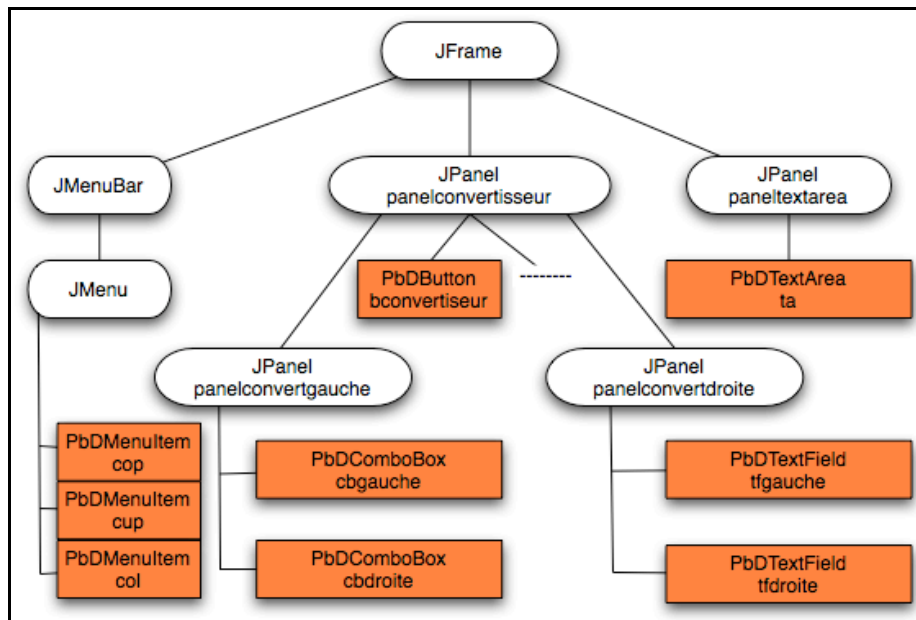 JFrame
JMenuBar
JPanel
panelconvertisseur
JPanel
paneltextarea
JMenu
PbDButton
bconvertiseur
--------
PbDTextArea
ta
JPanel
panelconvertgauche
JPanel
panelconvertdroite
PbDMenuItem
cop
PbDMenuItem
cup
PbDMenuItem
col
PbDComboBox
cbgauche
PbDComboBox
cbdroite
PbDTextField
tfgauche
PbDTextField
tfdroite